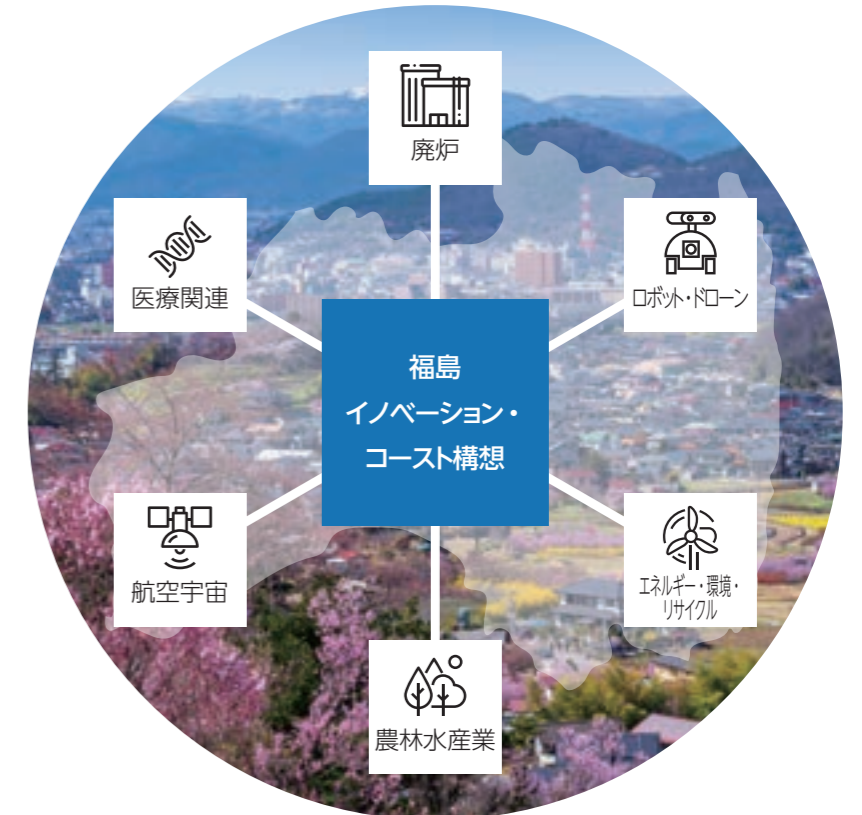 廃炉
医療関連
ロボット・ドローン
福島
イノベーション・
コースト構想
航空宇宙
エネルギー・環境・
リサイクル
農林水産業